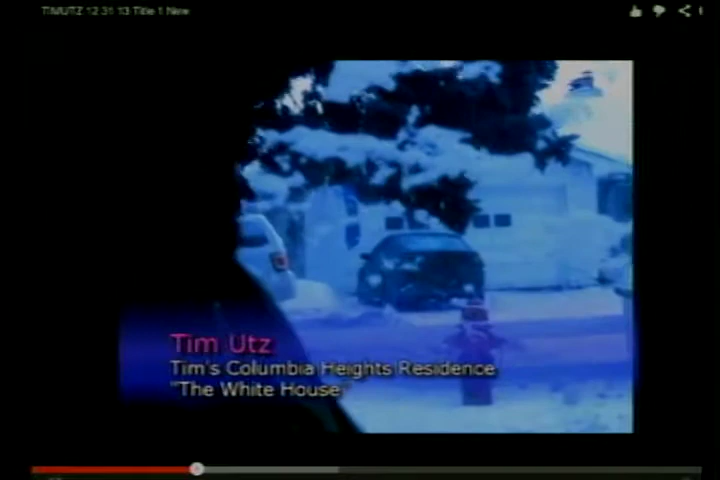 TIMUTZ 12 31 13 Title 1 New
Tim Utz
Tim's Columbia Heights Residence
"The White House"